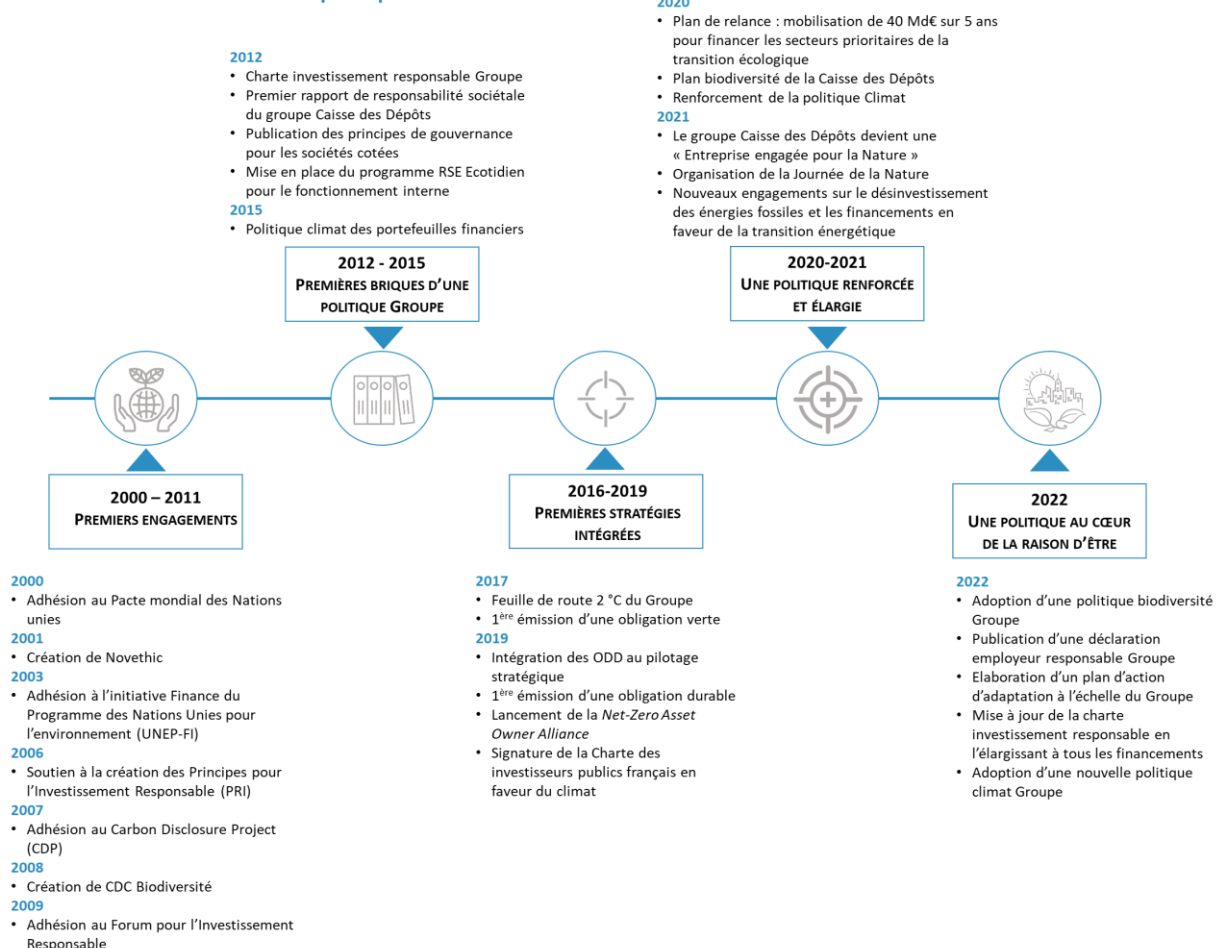 2012
• Charte investissement responsable Groupe
• Premier rapport de responsabilité sociétale
du groupe Caisse des Dépôts
• Publication des principes de gouvernance
pour les sociétés cotées
• Mise en place du programme RSE Ecotidien
pour le fonctionnement interne
2015
• Politique climat des portefeuilles financiers
2012 - 2015
PREMIÈRES BRIQUES D’UNE
POLITIQUE GROUPE
2020
• Plan de relance : mobilisation de 40 Md€ sur 5 ans
pour financer les secteurs prioritaires de la
transition écologique
• Plan biodiversité de la Caisse des Dépôts
• Renforcement de la politique Climat
2021
• Le groupe Caisse des Dépôts devient une
« Entreprise engagée pour la Nature »
• Organisation de la Journée de la Nature
• Nouveaux engagements sur le désinvestissement
des énergies fossiles et les financements en
faveur de la transition énergétique
2020-2021
UNE POLITIQUE RENFORCÉE
ET ÉLARGIE
2000 – 2011
PREMIERS ENGAGEMENTS
2000
• Adhésion au Pacte mondial des Nations
unies
2001
• Création de Novethic
2003
• Adhésion à l’initiative Finance du
Programme des Nations Unies pour
l’environnement (UNEP-FI)
2006
• Soutien à la création des Principes pour
l’Investissement Responsable (PRI)
2007
• Adhésion au Carbon Disclosure Project
(CDP)
2008
• Création de CDC Biodiversité
2009
• Adhésion au Forum pour l’Investissement
Responsable
2016-2019
PREMIÈRES STRATÉGIES
INTÉGRÉES
2017
• Feuille de route 2 °C du Groupe
• 1ère émission d’une obligation verte
2019
• Intégration des ODD au pilotage
stratégique
• 1ère émission d’une obligation durable
• Lancement de la Net-Zero Asset
Owner Alliance
• Signature de la Charte des
investisseurs publics français en
faveur du climat
2022
UNE POLITIQUE AU CŒUR
DE LA RAISON D’ÊTRE
2022
• Adoption d’une politique biodiversité
Groupe
• Publication d’une déclaration
employeur responsable Groupe
• Elaboration d’un plan d’action
d’adaptation à l’échelle du Groupe
• Mise à jour de la charte
investissement responsable en
l’élargissant à tous les financements
• Adoption d’une nouvelle politique
climat Groupe